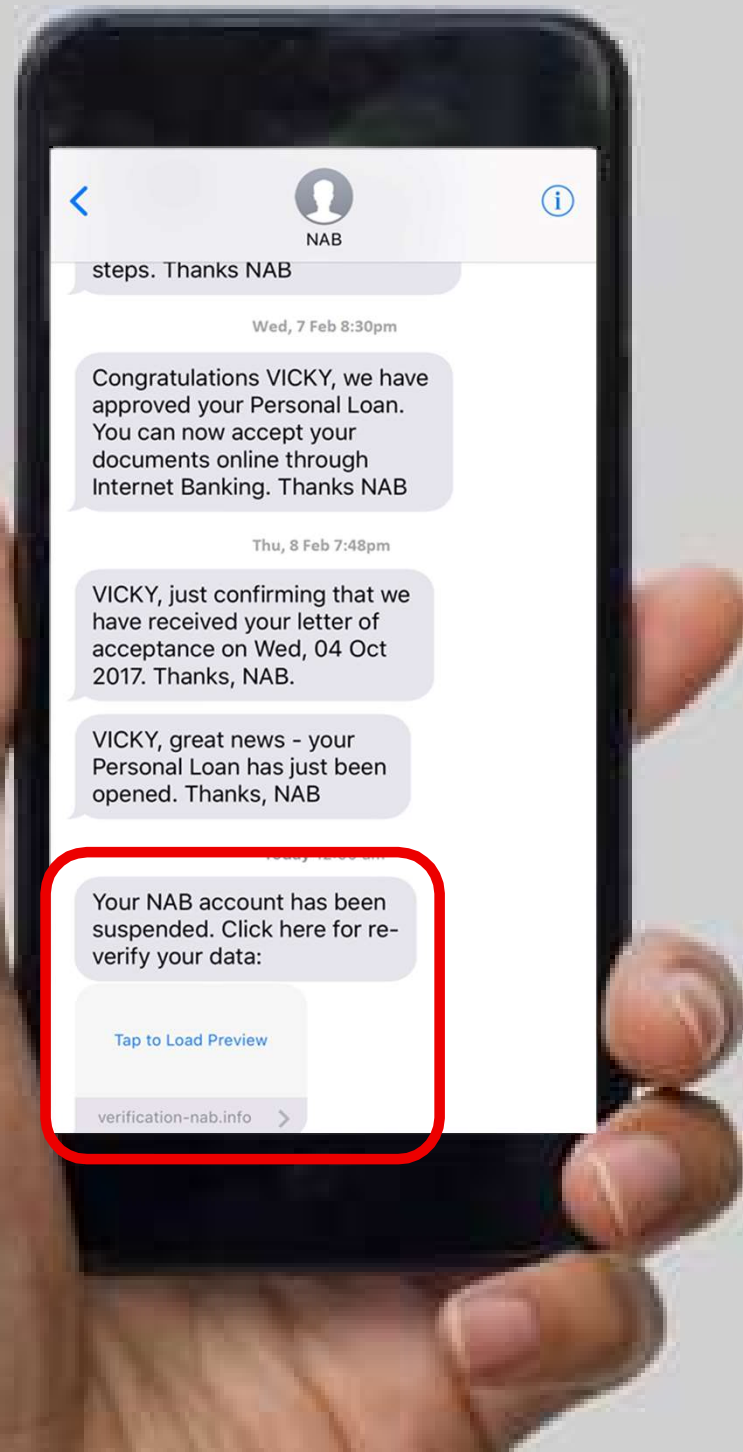 NAB
steps. Thanks NAB
Wed, 7 Feb 8:30pm
Congratulations VICKY, we have
approved your Personal Loan.
You can now accept your
documents online through
Internet Banking. Thanks NAB
Thu, 8 Feb 7:48pm
VICKY, just confirming that we
have received your letter of
acceptance on Wed, 04 Oct
2017. Thanks, NAB.
VICKY, great news - your
Personal Loan has just been
opened. Thanks, NAB
Your NAB account has been
suspended. Click here for re-
verify your data:
Tap to Load Preview
verification-nab.info